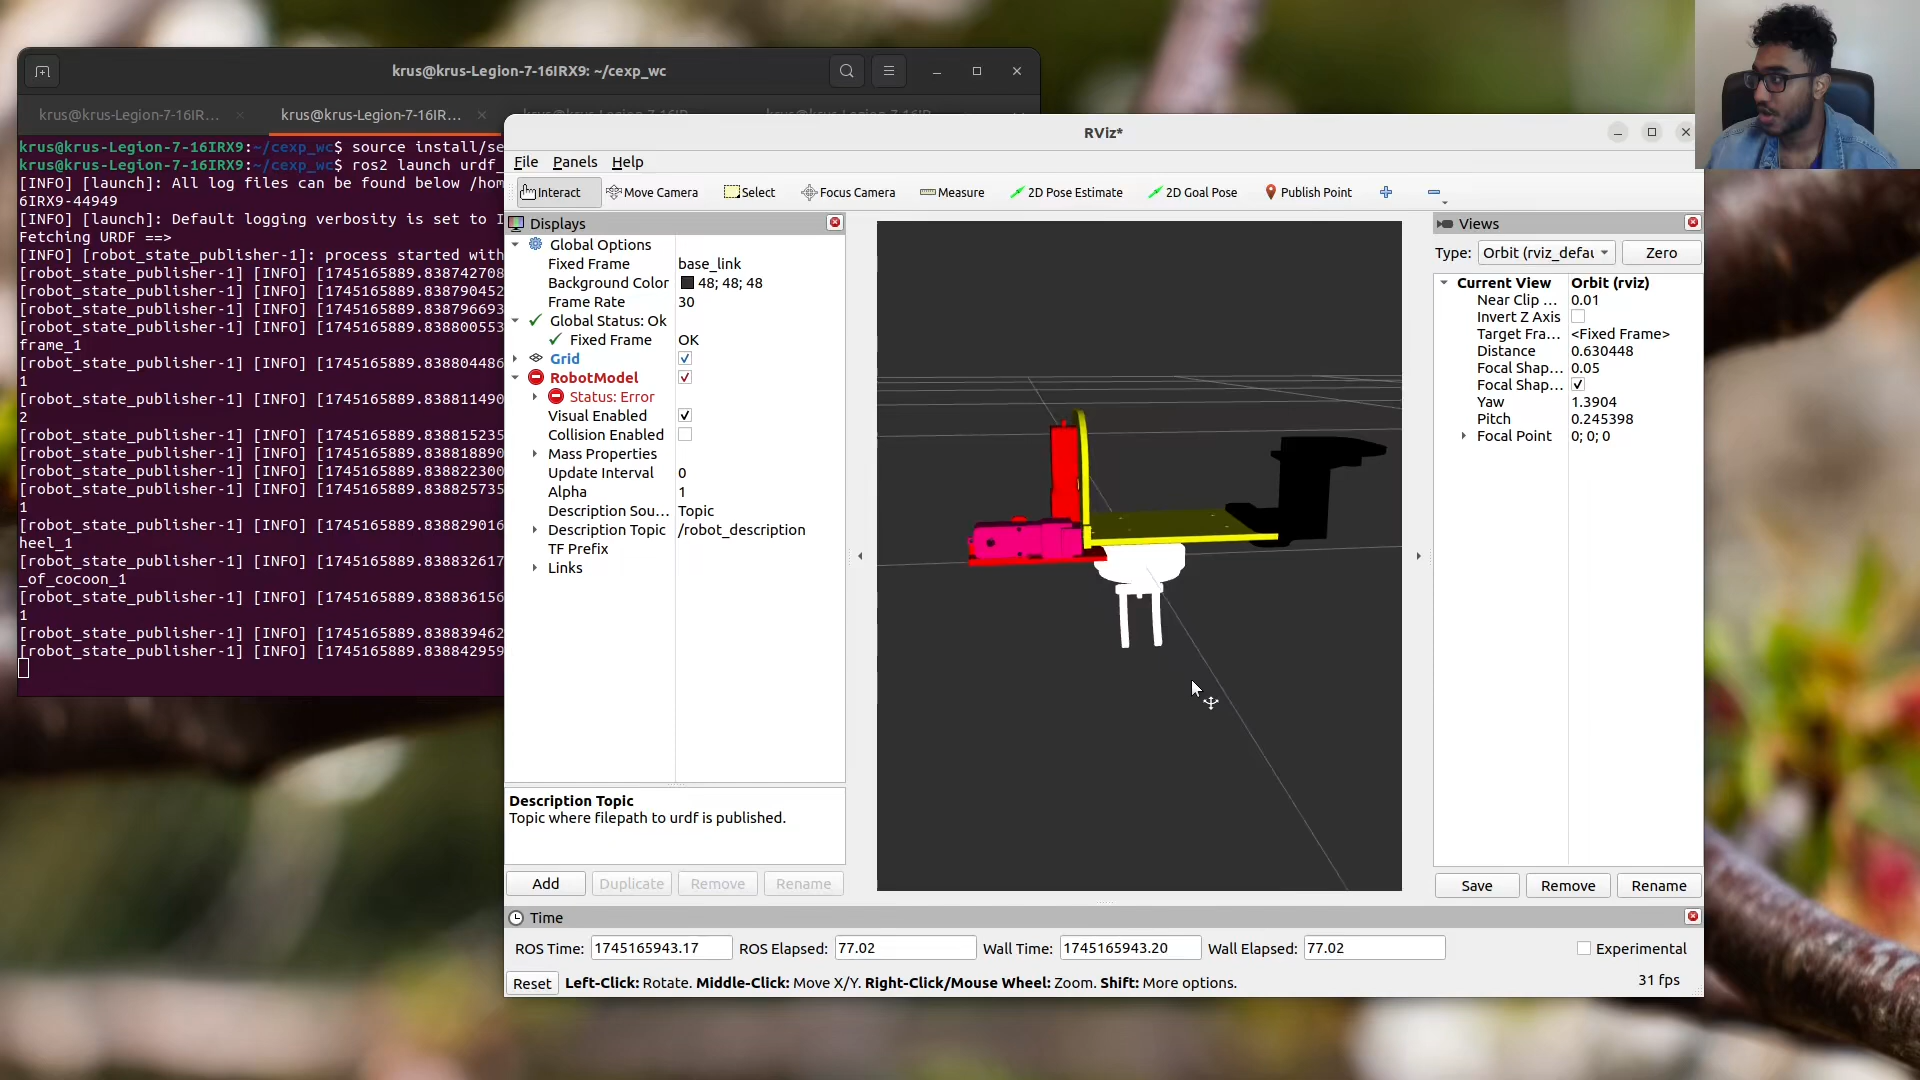 krus@krus-Legion-7-16IRX9: ~/cexp_wc
krus@krus-Legion-7-16IR...
krus@krus-Legion-7-16IR...
krus@krus-Legion-7-16IRX9:~/cexp_wc$ source install/se
krus@krus-Legion-7-16IRX9:~/cexp_wc$ ros2 launch urdf_
[INFO] [launch]: All log files can be found below /hom
6IRX9-44949
[INFO] [launch]: Default logging verbosity is set to I
Fetching URDF ==>
[INFO] [robot_state_publisher-1]: process started with
[robot_state_publisher-1] [INFO] [1745165889.838742708
[robot_state_publisher-1] [INFO] [1745165889.838790452
[robot_state_publisher-1] [INFO] [1745165889.838796693
[robot_state_publisher-1] [INFO] [1745165889.838800553
frame_1
[robot_state_publisher-1] [INFO] [1745165889.838804486
1
[robot_state_publisher-1] [INFO] [1745165889.838811490
2
[robot_state_publisher-1] [INFO] [1745165889.838815235
[robot_state_publisher-1] [INFO] [1745165889.838818890
[robot_state_publisher-1] [INFO] [1745165889.838822300
[robot_state_publisher-1] [INFO] [1745165889.838825735
1
[robot_state_publisher-1] [INFO] [1745165889.838829016
heel_1
[robot_state_publisher-1] [INFO] [1745165889.838832617
_of_cocoon_1
[robot_state_publisher-1] [INFO] [1745165889.838836156
1
[robot_state_publisher-1] [INFO] [1745165889.838839462
[robot_state_publisher-1] [INFO] [1745165889.838842959
RViz*
File Panels Help
Interact Move Camera Select Focus Camera Measure 2D Pose Estimate 2D Goal Pose Publish Point
Displays
Global Options
Fixed Frame base_link
Background Color 48; 48; 48
Frame Rate 30
Global Status: Ok
Fixed Frame OK
Grid
RobotModel
Status: Error
Visual Enabled
Collision Enabled
Mass Properties
Update Interval 0
Alpha 1
Description Sou... Topic
Description Topic /robot_description
TF Prefix
Links
Description Topic
Topic where filepath to urdf is published.
Add Duplicate Remove Rename
Views
Type: Orbit (rviz_defau Zero
Current View Orbit (rviz)
Near Clip ... 0.01
Invert Z Axis
Target Fra... <Fixed Frame>
Distance 0.630448
Focal Shap... 0.05
Focal Shap...
Yaw 1.3904
Pitch 0.245398
Focal Point 0; 0; 0
Save Remove Rename
Time
ROS Time: 1745165943.17 ROS Elapsed: 77.02 Wall Time: 1745165943.20 Wall Elapsed: 77.02 Experimental
Reset Left-Click: Rotate. Middle-Click: Move X/Y. Right-Click/Mouse Wheel: Zoom. Shift: More options. 31 fps